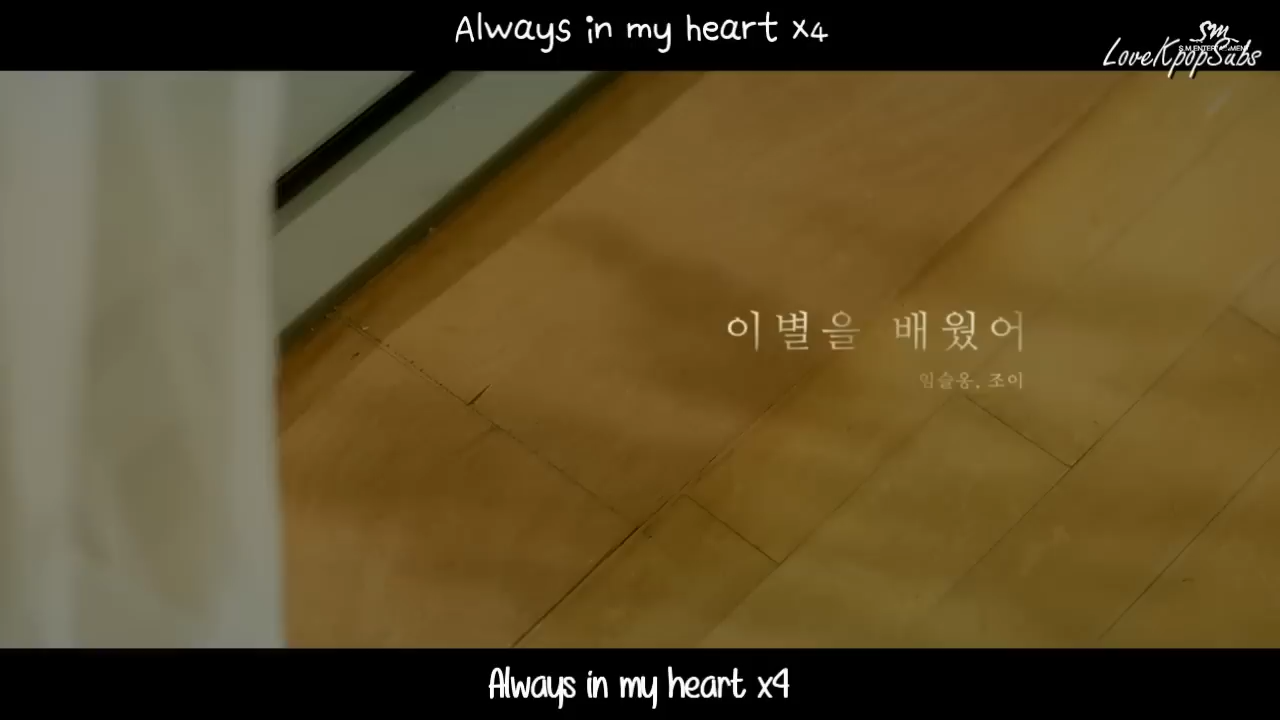 Always in my heart x4
SM
S.M.ENTERTAINMENT
LoveKpopSubs
이별을 배웠어
임슬옹, 조이
Always in my heart x4